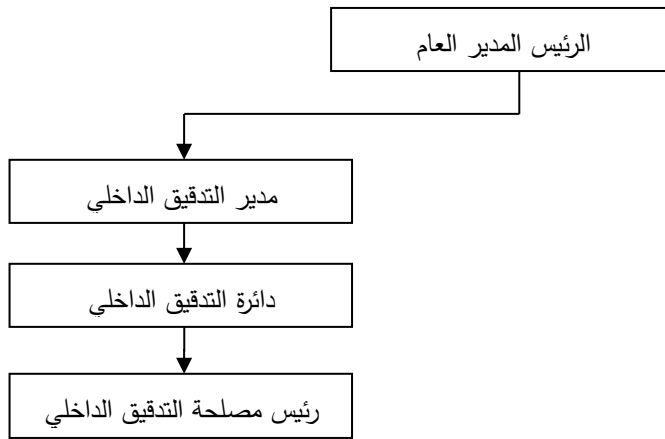 الرئيس المدير العام
مدير التدقيق الداخلي
دائرة التدقيق الداخلي
رئيس مصلحة التدقيق الداخلي